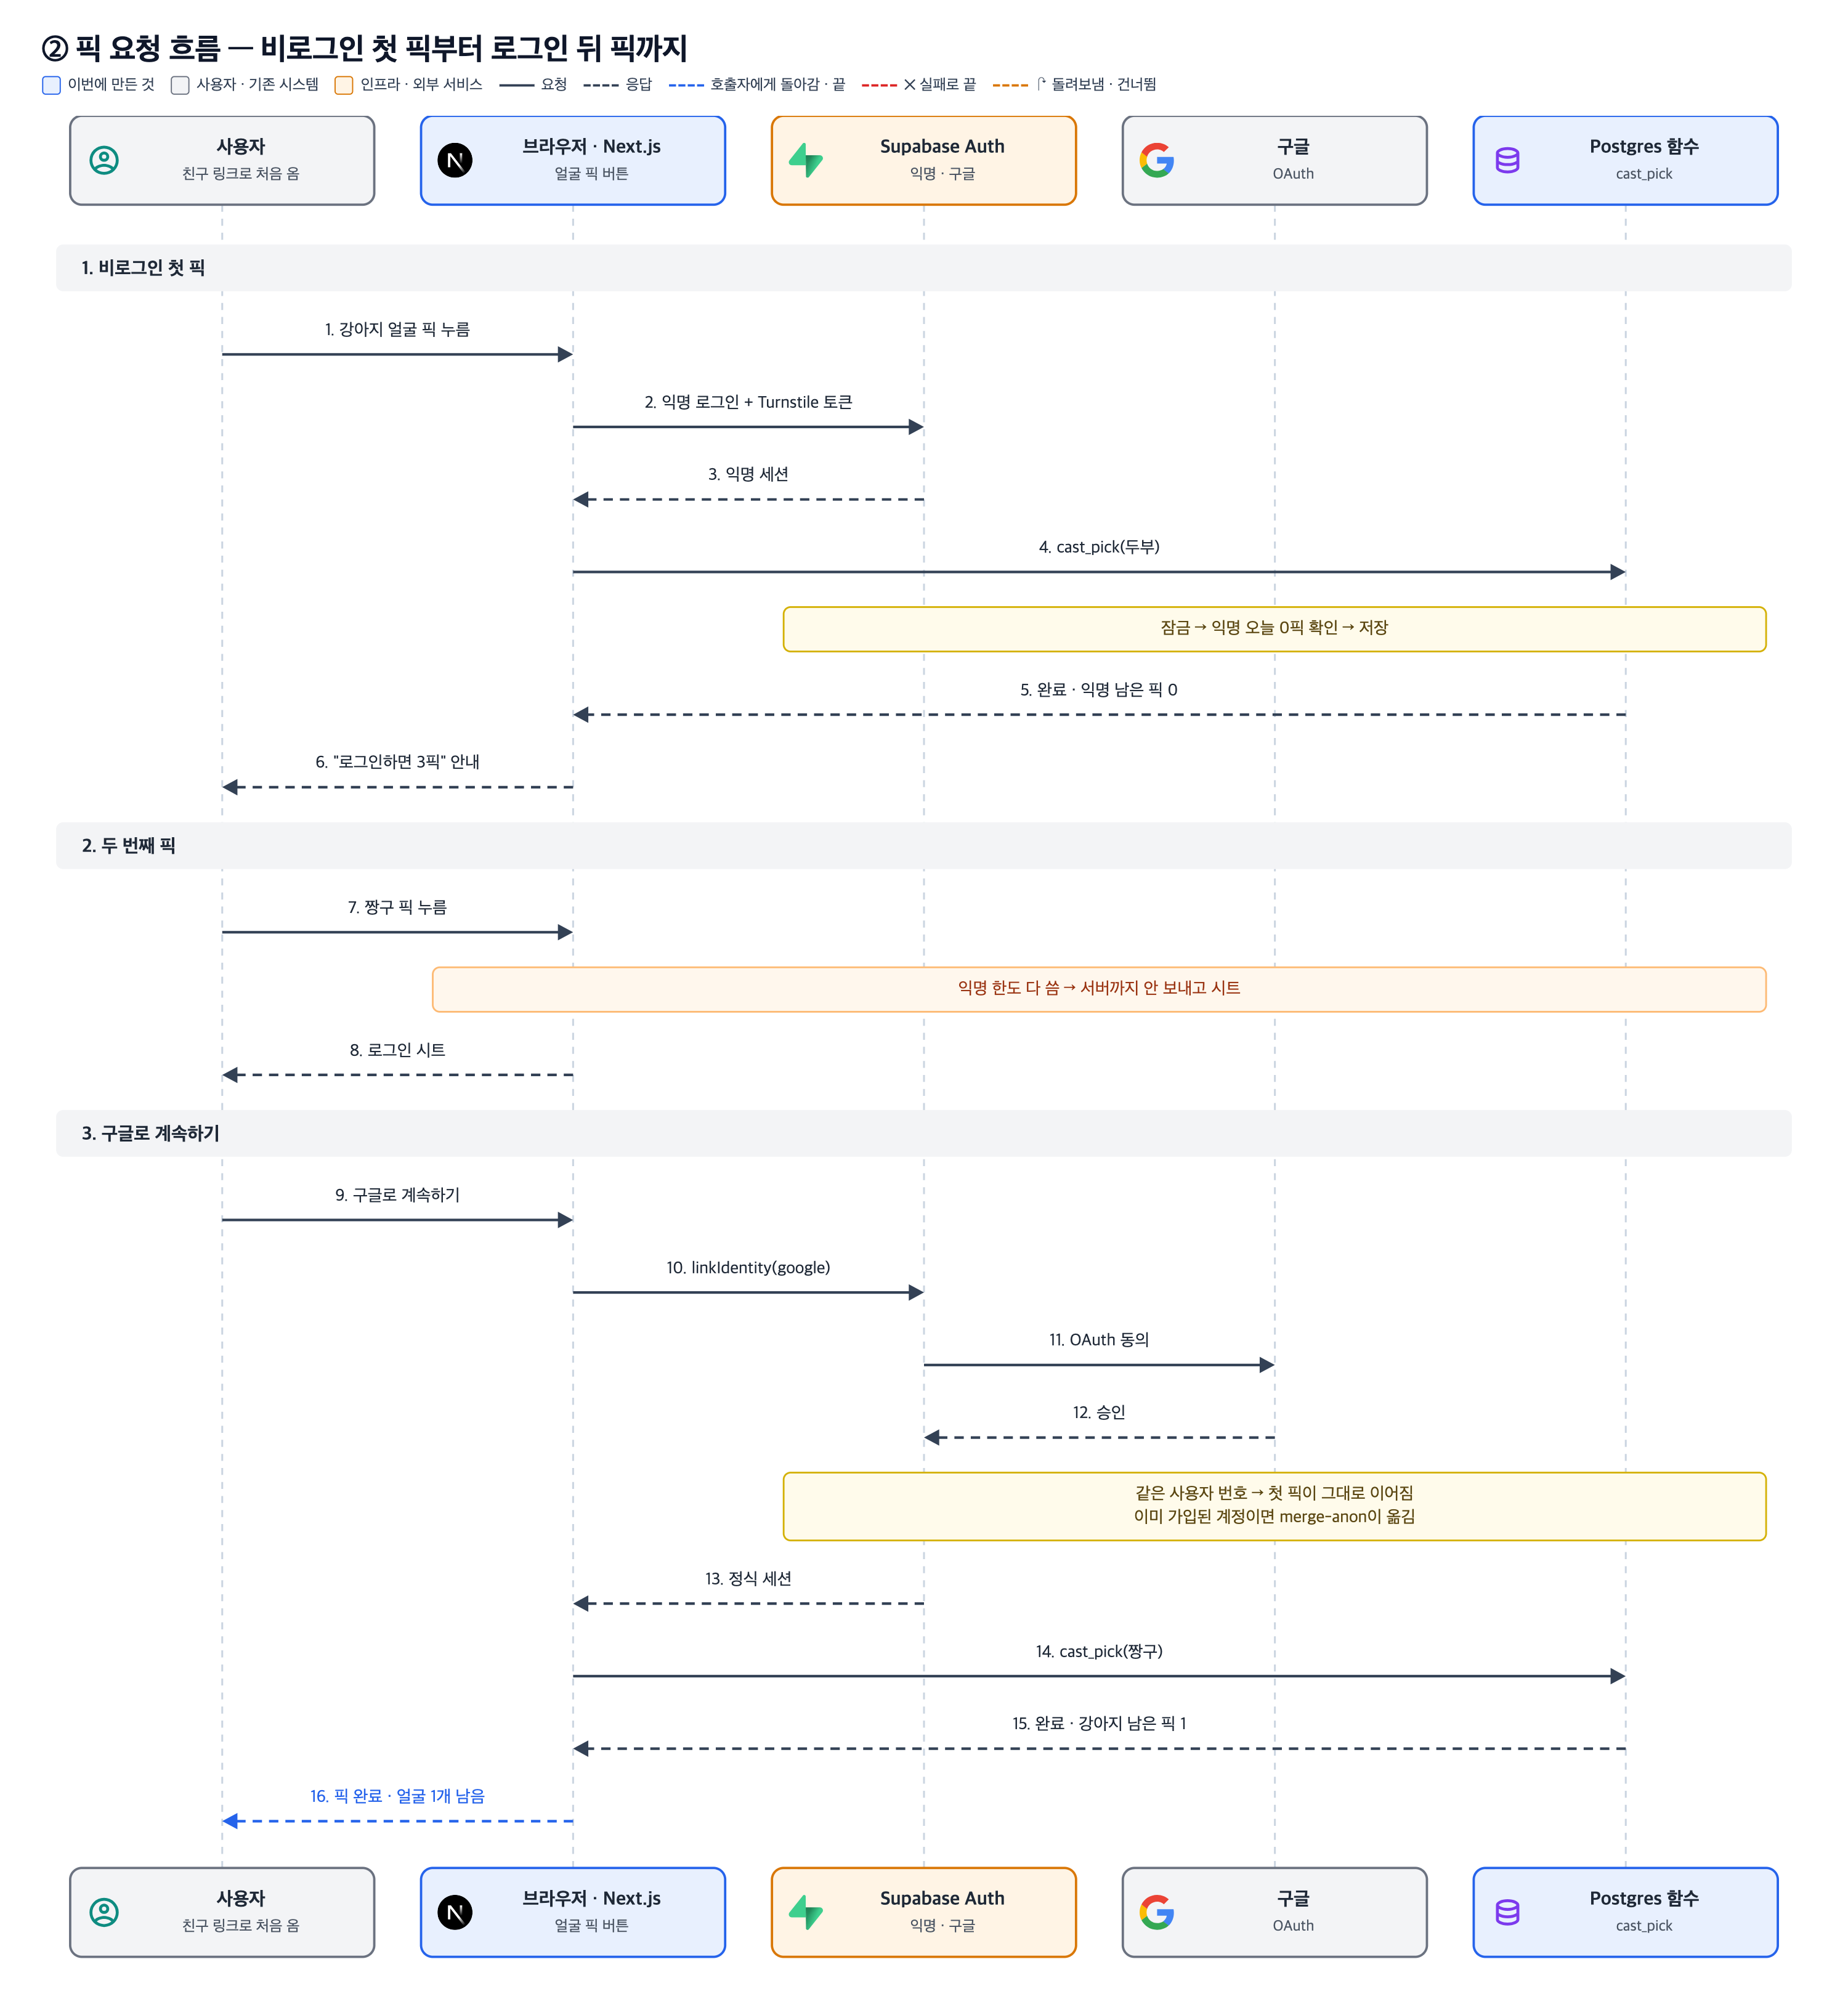 ② 픽 요청 흐름 — 비로그인 첫 픽부터 로그인 뒤 픽까지
이번에 만든 것 사용자 · 기존 시스템 인프라 · 외부 서비스 요청 응답 호출자에게 돌아감 · 끝 ✕ 실패로 끝 ↱ 돌려보냄 · 건너뜀
사용자
친구 링크로 처음 옴
브라우저 · Next.js
얼굴 픽 버튼
Supabase Auth
익명 · 구글
구글
OAuth
Postgres 함수
cast_pick
1. 비로그인 첫 픽
1. 강아지 얼굴 픽 누름
2. 익명 로그인 + Turnstile 토큰
3. 익명 세션
4. cast_pick(두부)
잠금 → 익명 오늘 0픽 확인 → 저장
5. 완료 · 익명 남은 픽 0
6. "로그인하면 3픽" 안내
2. 두 번째 픽
7. 짱구 픽 누름
익명 한도 다 씀 → 서버까지 안 보내고 시트
8. 로그인 시트
3. 구글로 계속하기
9. 구글로 계속하기
10. linkIdentity(google)
11. OAuth 동의
12. 승인
같은 사용자 번호 → 첫 픽이 그대로 이어짐
이미 가입된 계정이면 merge-anon이 옮김
13. 정식 세션
14. cast_pick(짱구)
15. 완료 · 강아지 남은 픽 1
16. 픽 완료 · 얼굴 1개 남음
사용자
친구 링크로 처음 옴
브라우저 · Next.js
얼굴 픽 버튼
Supabase Auth
익명 · 구글
구글
OAuth
Postgres 함수
cast_pick